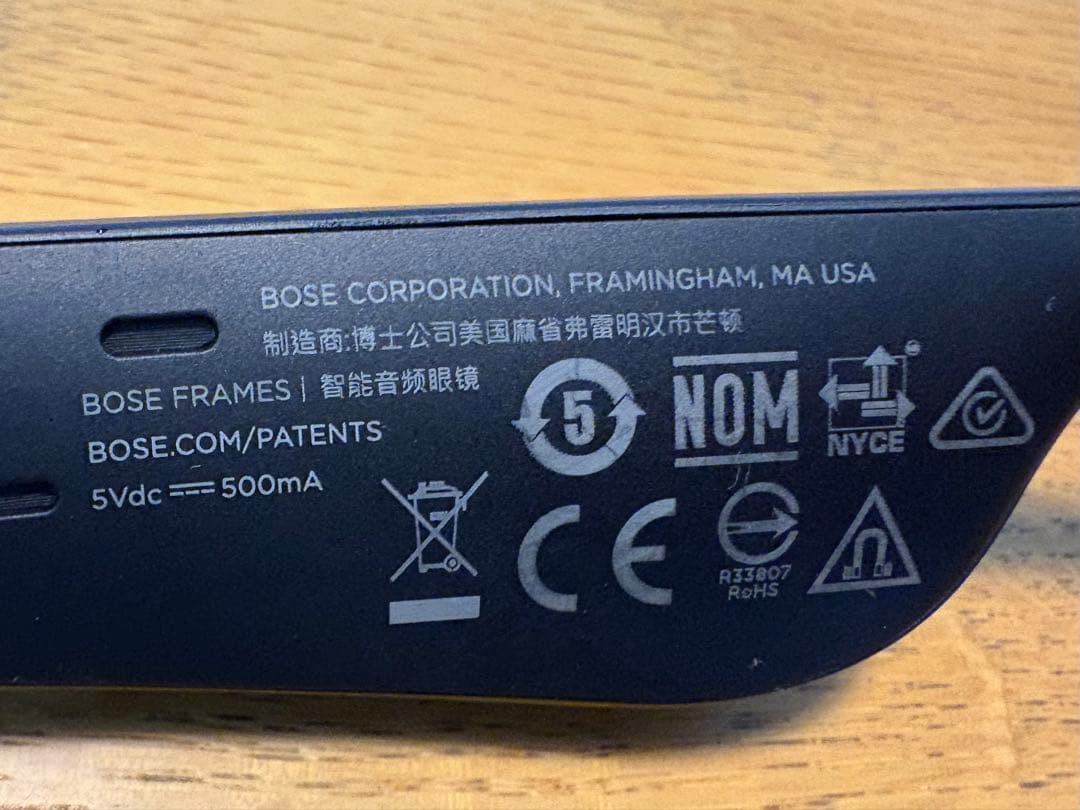 BOSE CORPORATION, FRAMINGHAM, MA USA
制造商:博士公司美国麻省弗雷明汉市芒顿
BOSE FRAMES | 智能音频眼镜
BOSE.COM/PATENTS
5Vdc ⎓ 500mA
5
NOM
NYCE
CE
R33807
RoHS